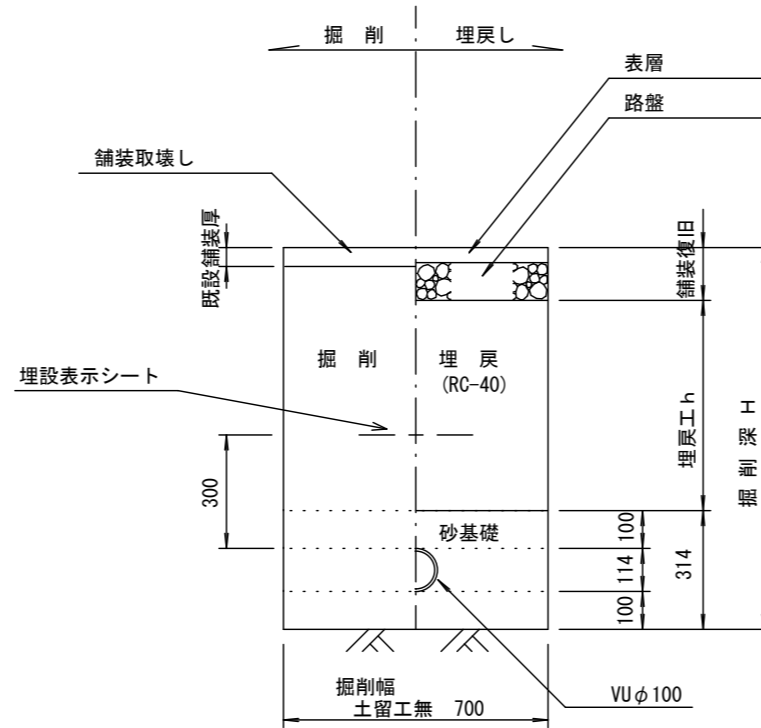 掘　削　埋戻し
表層
路盤
舗装取壊し
既設舗装厚
舗装復旧
掘　削　埋　戻
(RC-40)
埋設表示シート
埋戻工ｈ
掘　削　深　Ｈ
300
砂基礎
100
114
100
314
掘削幅
土留工無　700
VUφ100